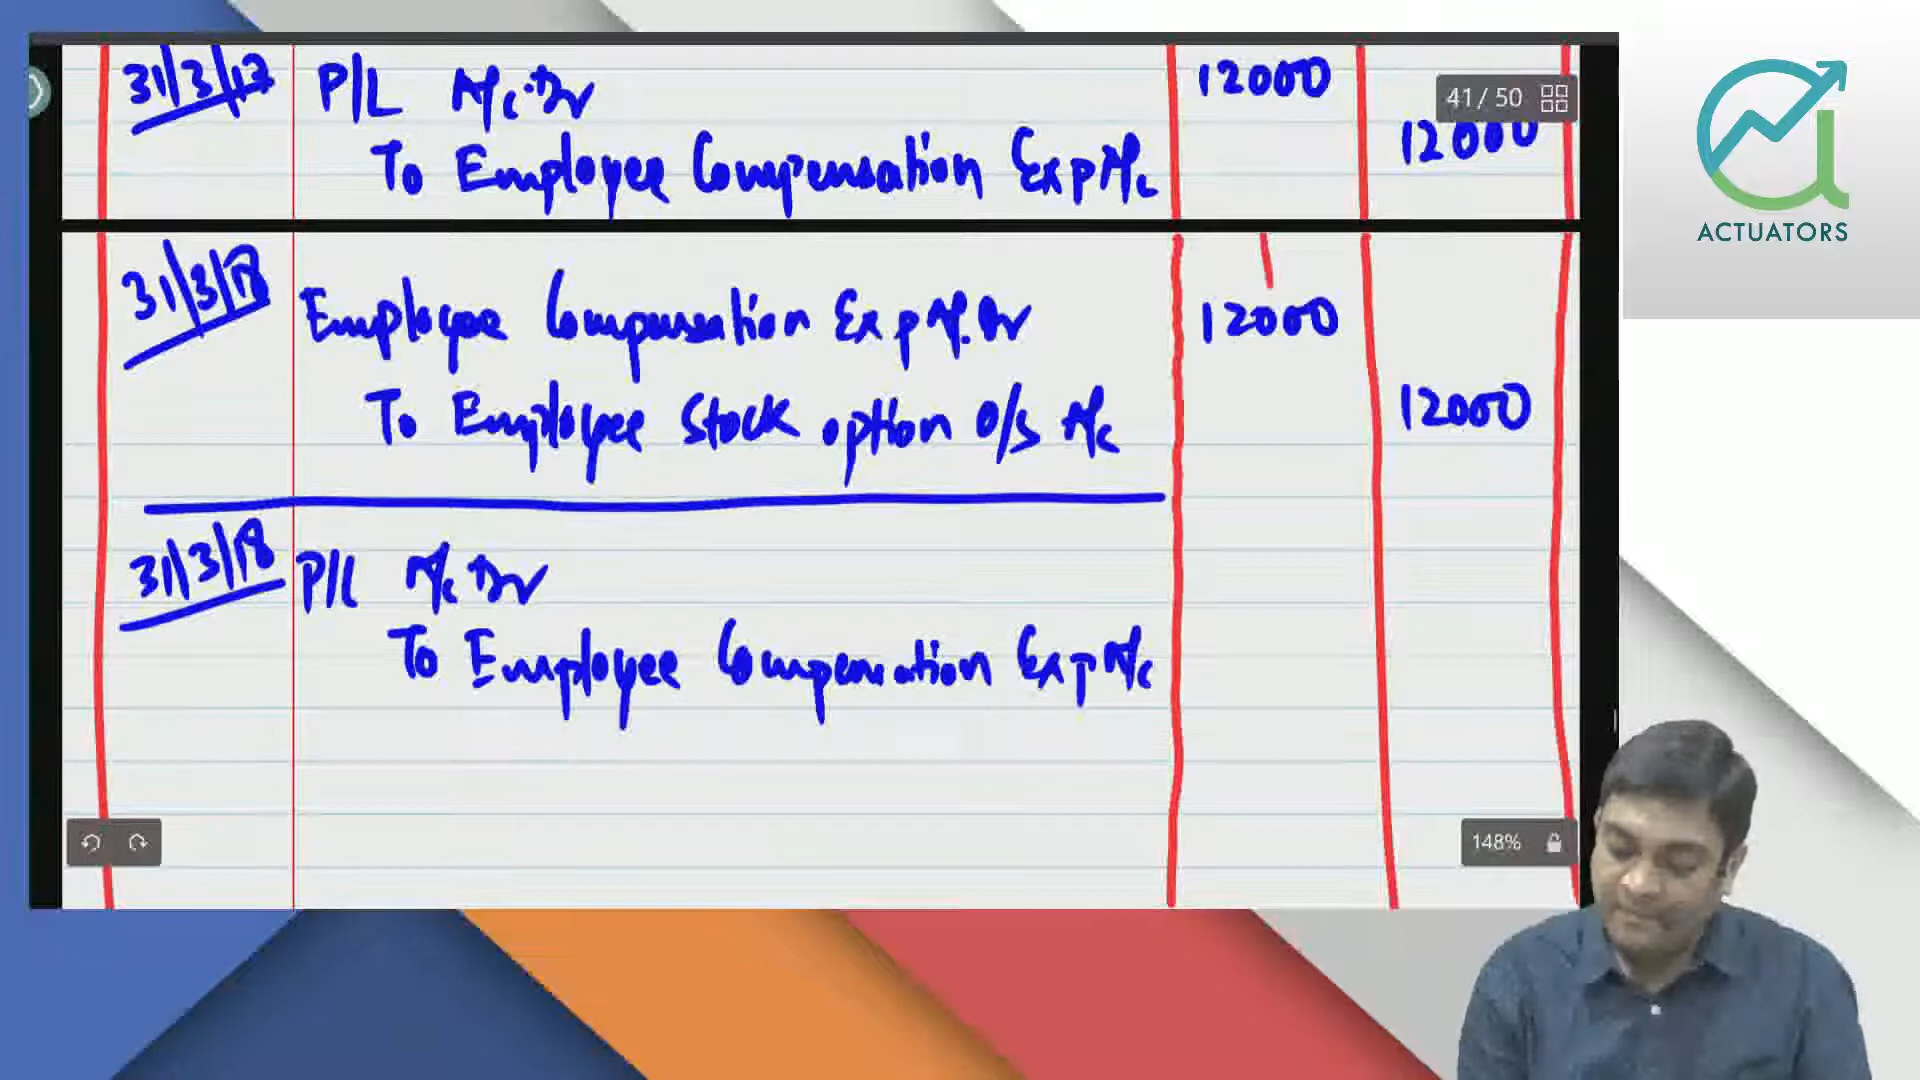 31/3/17 P/L A/c Dr 12000
41 / 50
To Employee Compensation Exp A/c 12000
31/3/18 Employee Compensation Exp A/c. Dr 12000
To Employee Stock option O/S A/c 12000
31/3/18 P/L A/c Dr
To Employee Compensation Exp A/c
148%
ACTUATORS